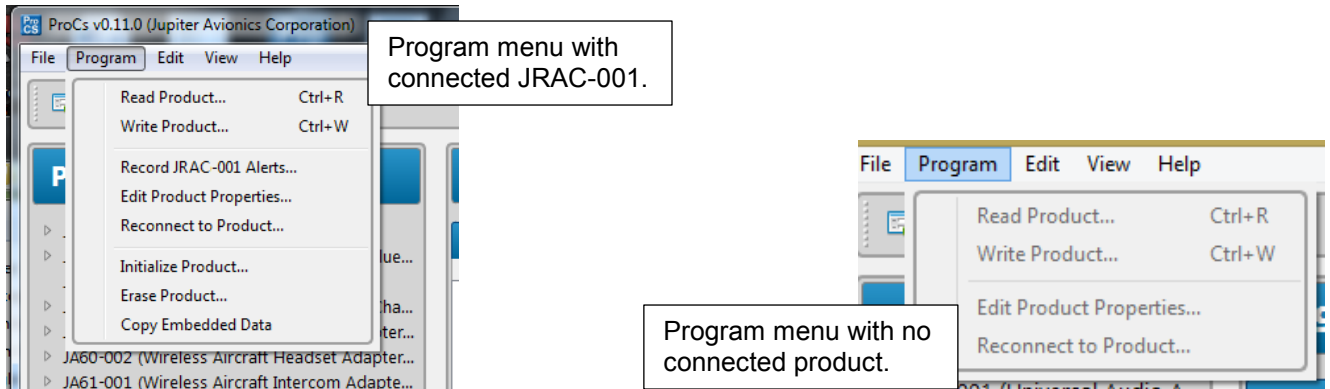 ProCs v0.11.0 (Jupiter Avionics Corporation)
File Program Edit View Help
Read Product... Ctrl+R
Write Product... Ctrl+W
Record JRAC-001 Alerts...
Edit Product Properties...
Reconnect to Product...
Initialize Product...
Erase Product...
Copy Embedded Data
JA60-002 (Wireless Aircraft Headset Adapter...
JA61-001 (Wireless Aircraft Intercom Adapte...
Program menu with
connected JRAC-001.
File Program Edit View Help
Read Product... Ctrl+R
Write Product... Ctrl+W
Edit Product Properties...
Reconnect to Product...
Program menu with no
connected product.